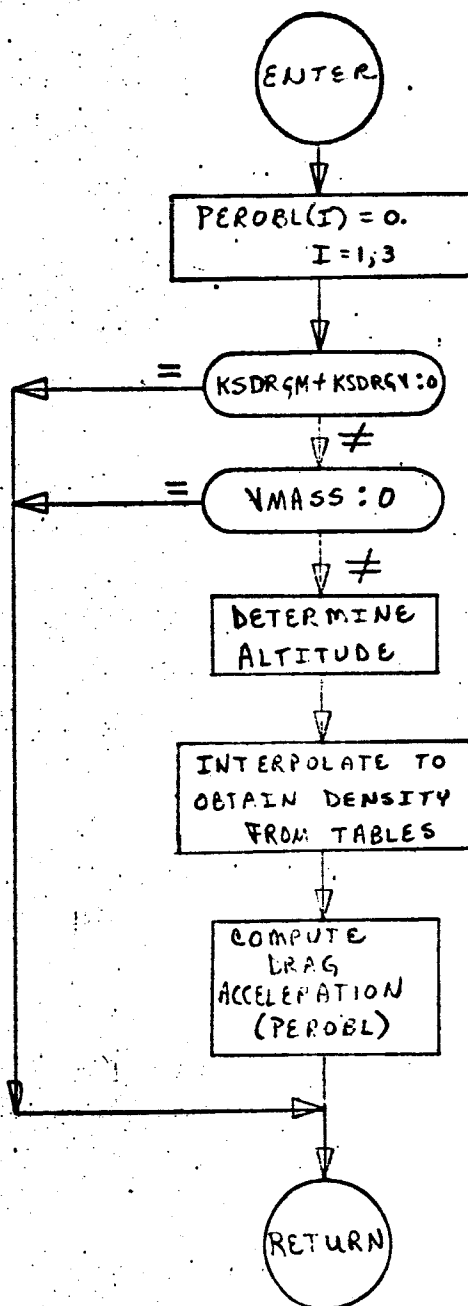 ENTER
PEROBL(I) = 0.
I = 1,3
=
KSDRGM + KSDRGV : 0
≠
=
VMASS : 0
≠
DETERMINE
ALTITUDE
INTERPOLATE TO
OBTAIN DENSITY
FROM TABLES
COMPUTE
DRAG
ACCELERATION
(PEROBL)
RETURN